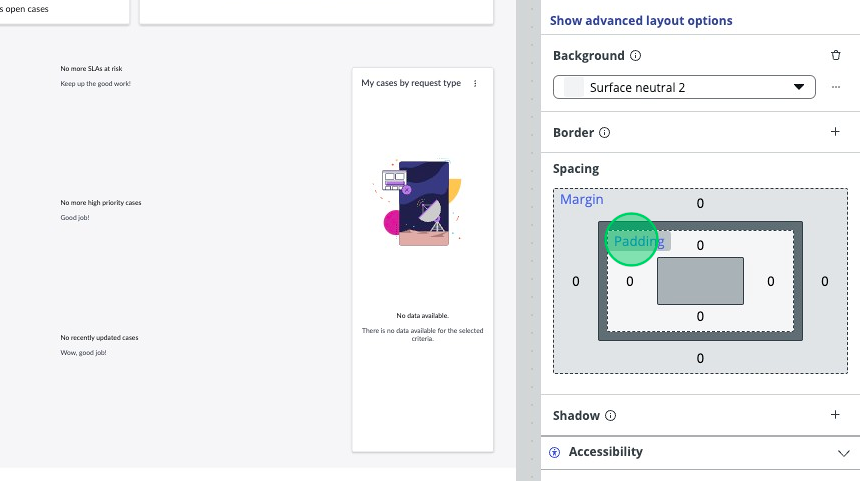 s open cases
No more SLAs at risk
Keep up the good work!
My cases by request type
No more high priority cases
Good job!
No data available.
There is no data available for the selected
criteria.
No recently updated cases
Wow, good job!
Show advanced layout options
Background
Surface neutral 2
Border
Spacing
Margin
0
Padding
0
0
0
0
0
0
0
Shadow
Accessibility